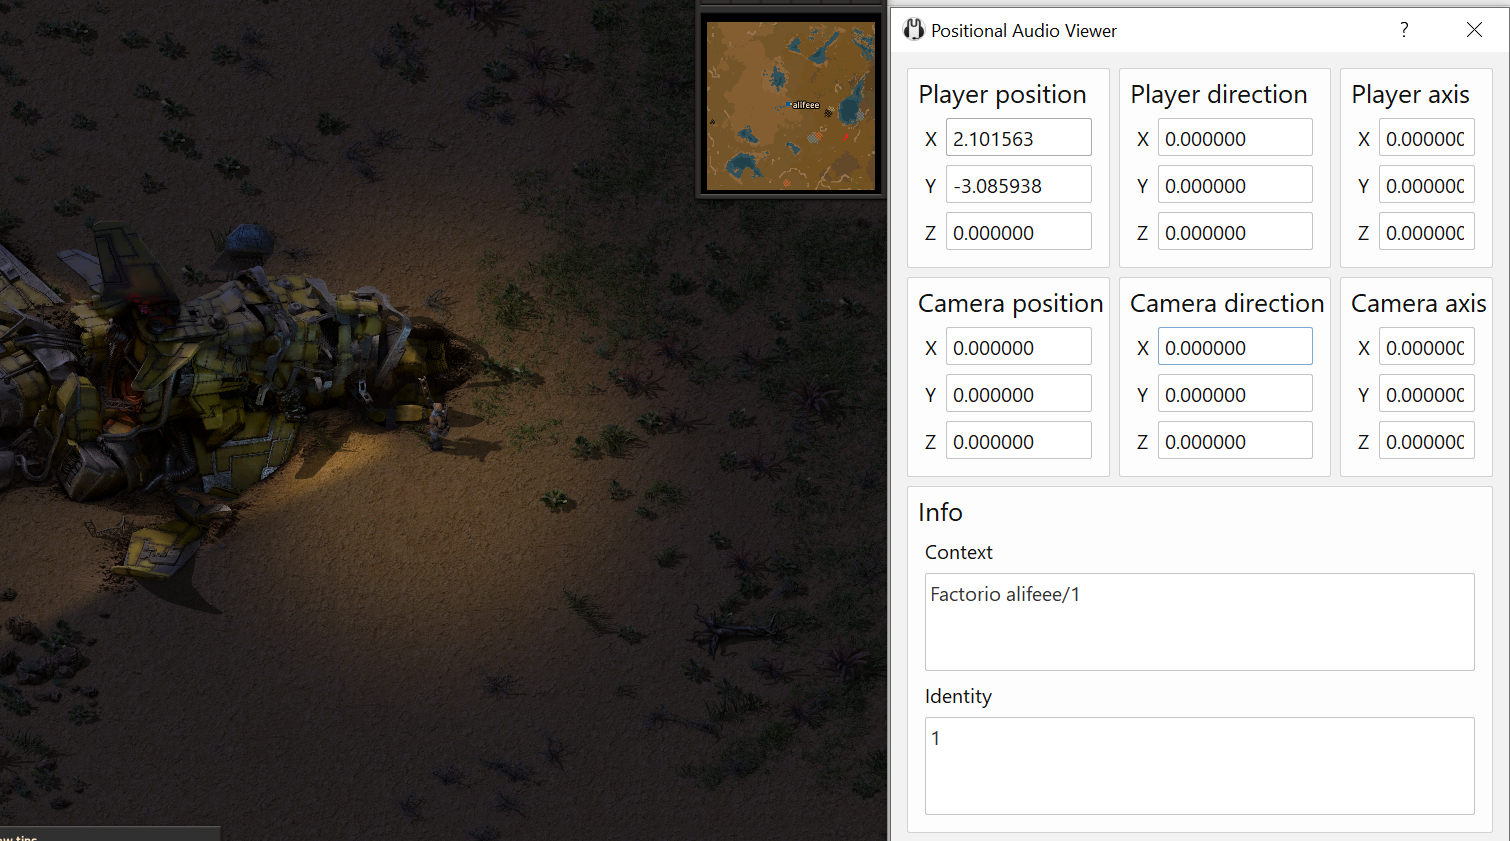 alifeee
Positional Audio Viewer
?
Player position
X 2.101563
Y -3.085938
Z 0.000000
Player direction
X 0.000000
Y 0.000000
Z 0.000000
Player axis
X 0.000000
Y 0.000000
Z 0.000000
Camera position
X 0.000000
Y 0.000000
Z 0.000000
Camera direction
X 0.000000
Y 0.000000
Z 0.000000
Camera axis
X 0.000000
Y 0.000000
Z 0.000000
Info
Context
Factorio alifeee/1
Identity
1